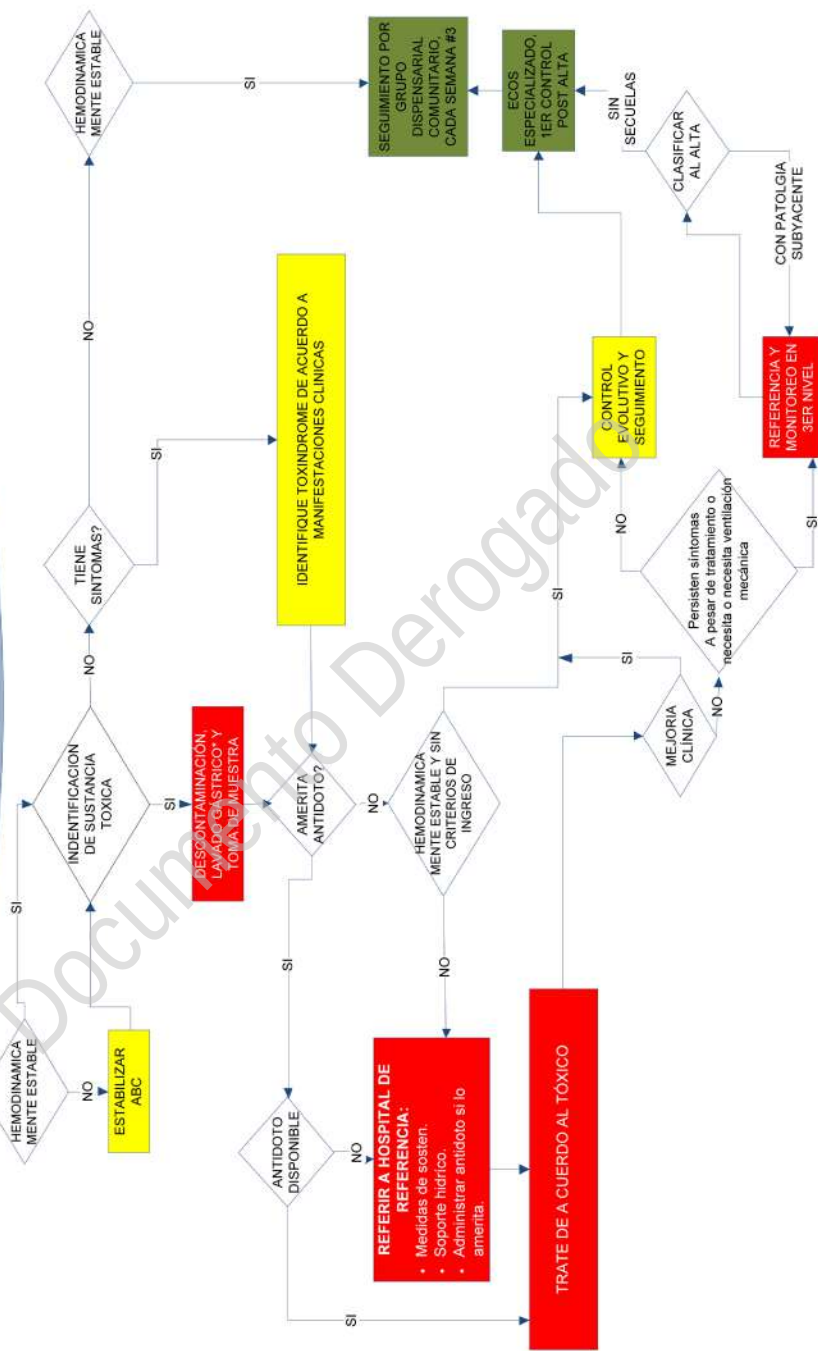 HEMODINAMICA
MENTE ESTABLE
SI
NO
ESTABILIZAR
ABC
INDENTIFICACION
DE SUSTANCIA
TOXICA
NO
SI
DESCONTAMINACIÓN,
LAVADO GÁSTRICO* Y
TOMA DE MUESTRA
TIENE
SINTOMAS?
NO
SI
HEMODINAMICA
MENTE ESTABLE
SI
IDENTIFIQUE TOXINDROME DE ACUERDO A
MANIFESTACIONES CLINICAS
AMERITA
ANTIDOTO?
SI
NO
ANTIDOTO
DISPONIBLE
NO
SI
HEMODINAMICA
MENTE ESTABLE Y SIN
CRITERIOS DE
INGRESO
NO
SI
REFERIR A HOSPITAL DE
REFERENCIA:
• Medidas de sosten.
• Soporte hídrico.
• Administrar antidoto si lo
amerita.
TRATE DE A CUERDO AL TÓXICO
MEJORIA
CLÍNICA
SI
NO
Persisten síntomas
A pesar de tratamiento o
necesita o necesita ventilación
mecánica
NO
SI
CONTROL
EVOLUTIVO Y
SEGUIMIENTO
REFERENCIA Y
MONITOREO EN
3ER NIVEL
CLASIFICAR
AL ALTA
CON PATOLGIA
SUBYACENTE
SIN
SECUELAS
ECOS
ESPECIALIZADO,
1ER CONTROL
POST ALTA
SEGUIMIENTO POR
GRUPO
DISPENSARIAL
COMUNITARIO,
CADA SEMANA #3
Documento Derogado